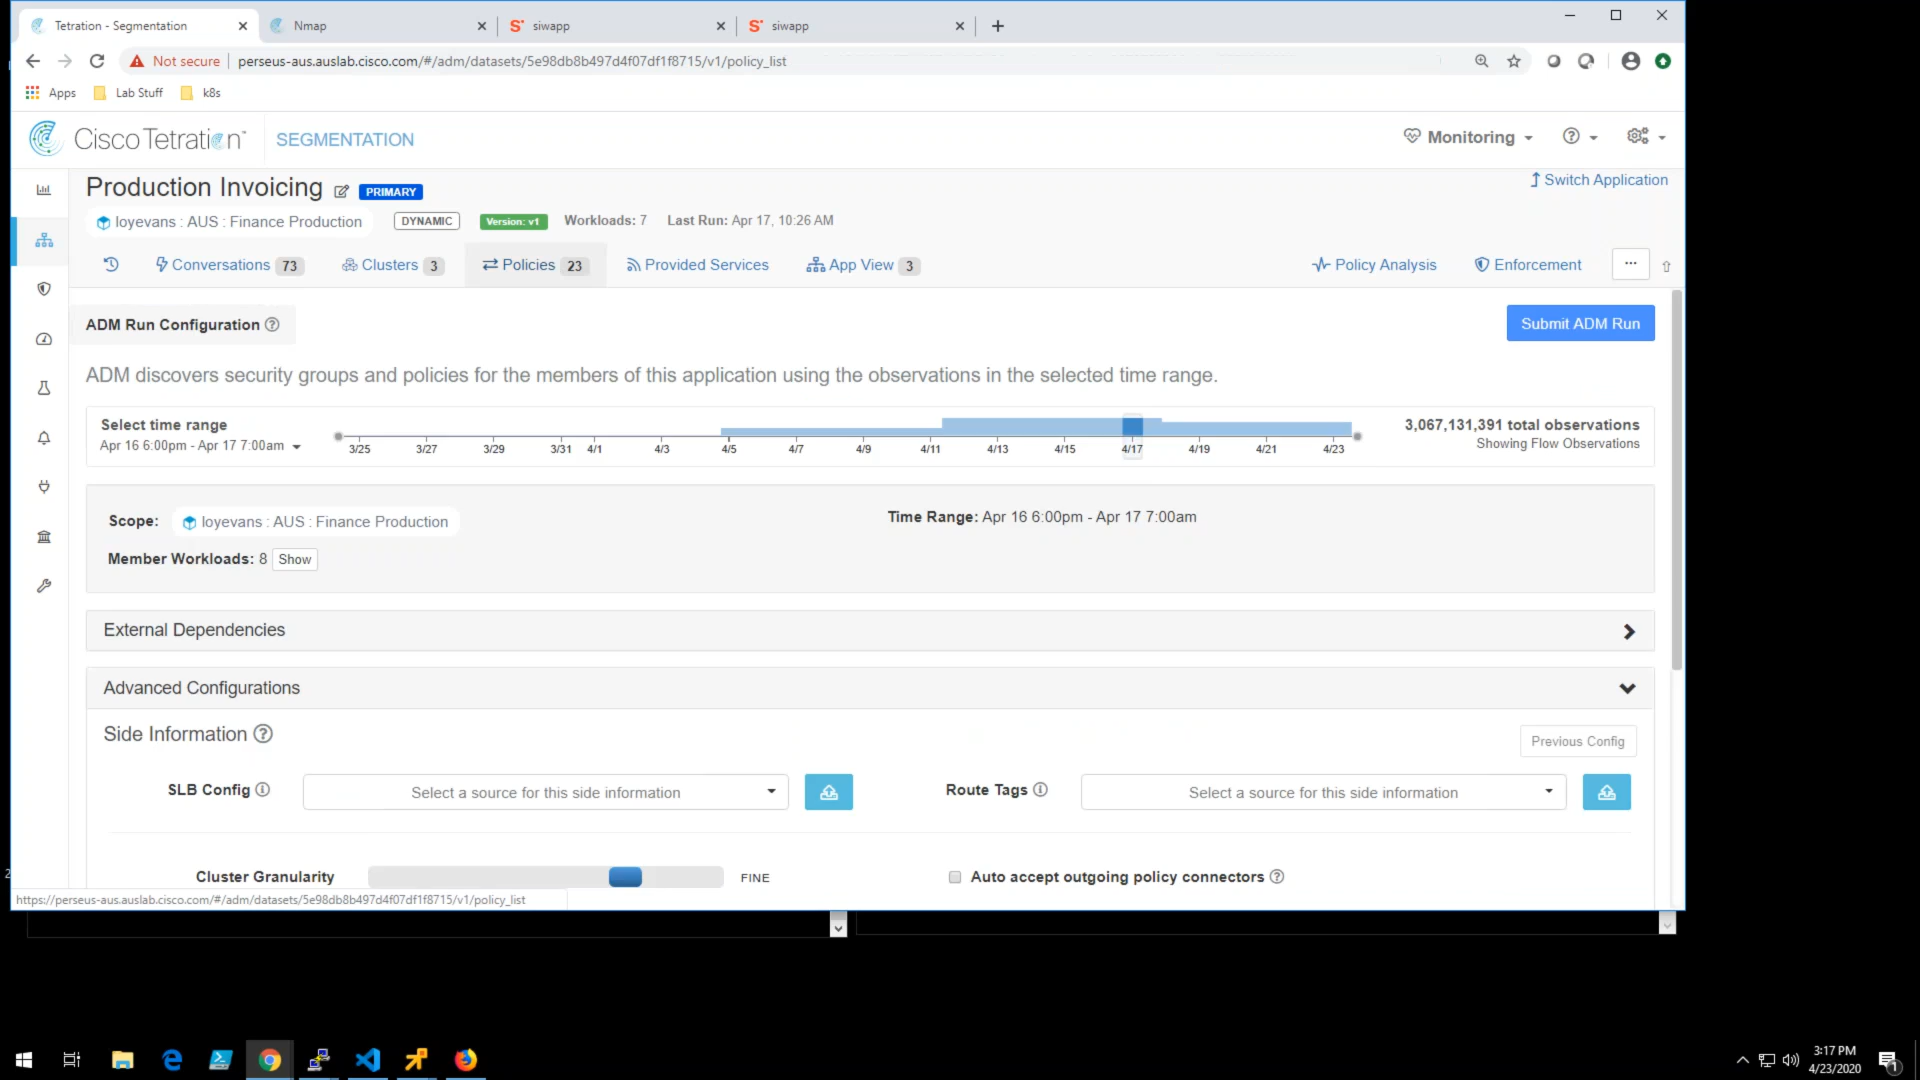 Tetration - Segmentation
Nmap
siwapp
siwapp
Not secure
perseus-aus.auslab.cisco.com/#/adm/datasets/5e98db8b497d4f07df1f8715/v1/policy_list
Apps
Lab Stuff
k8s
Cisco Tetration™
SEGMENTATION
Monitoring
Production Invoicing
PRIMARY
Switch Application
loyevans : AUS : Finance Production
DYNAMIC
Version: v1
Workloads: 7
Last Run: Apr 17, 10:26 AM
Conversations 73
Clusters 3
Policies 23
Provided Services
App View 3
Policy Analysis
Enforcement
...
ADM Run Configuration
Submit ADM Run
ADM discovers security groups and policies for the members of this application using the observations in the selected time range.
Select time range
Apr 16 6:00pm - Apr 17 7:00am
3/25 3/27 3/29 3/31 4/1 4/3 4/5 4/7 4/9 4/11 4/13 4/15 4/17 4/19 4/21 4/23
3,067,131,391 total observations
Showing Flow Observations
Scope: loyevans : AUS : Finance Production
Time Range: Apr 16 6:00pm - Apr 17 7:00am
Member Workloads: 8 Show
External Dependencies
Advanced Configurations
Side Information
Previous Config
SLB Config
Select a source for this side information
Route Tags
Select a source for this side information
Cluster Granularity
FINE
Auto accept outgoing policy connectors
https://perseus-aus.auslab.cisco.com/#/adm/datasets/5e98db8b497d4f07df1f8715/v1/policy_list
3:17 PM
4/23/2020
1